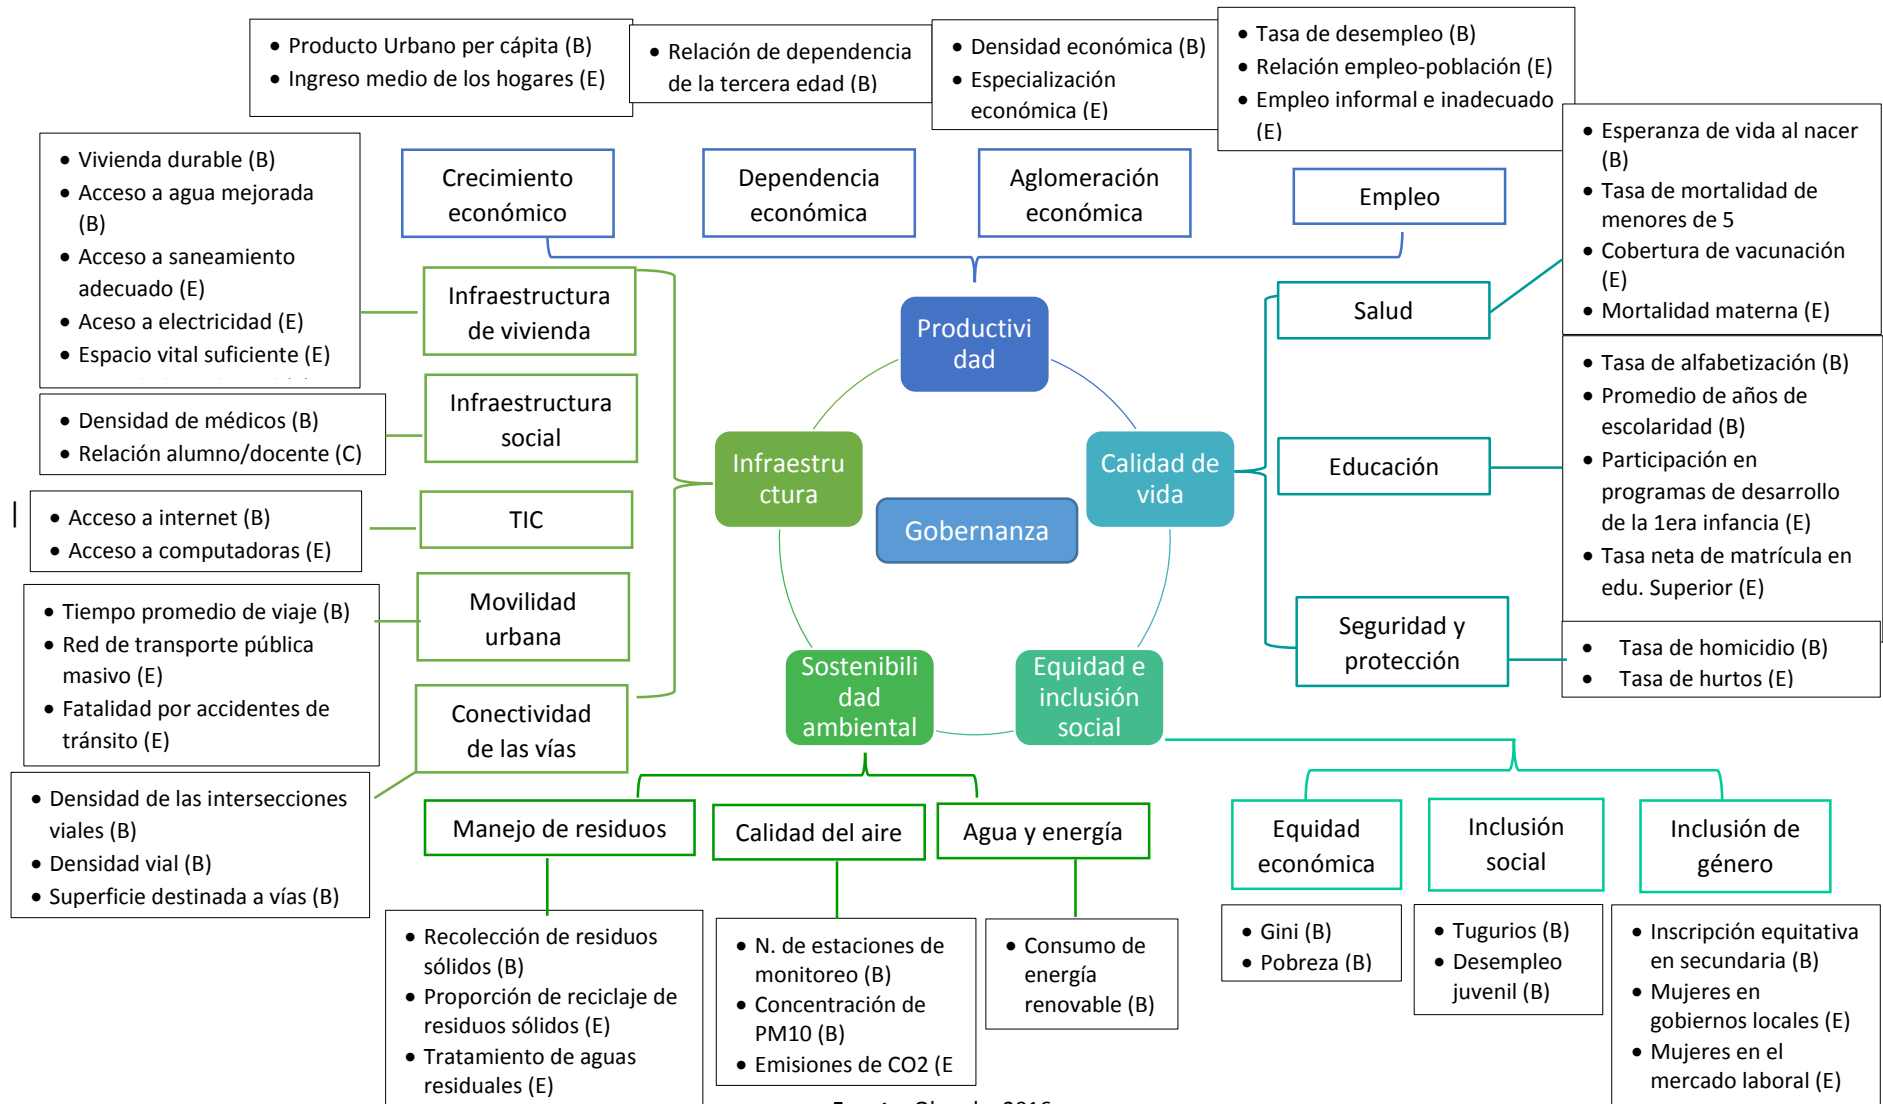 • Producto Urbano per cápita (B)
• Ingreso medio de los hogares (E)
• Relación de dependencia
de la tercera edad (B)
• Densidad económica (B)
• Especialización
económica (E)
• Tasa de desempleo (B)
• Relación empleo-población (E)
• Empleo informal e inadecuado
(E)
• Esperanza de vida al nacer
(B)
• Tasa de mortalidad de
menores de 5
• Cobertura de vacunación
(E)
• Mortalidad materna (E)
• Vivienda durable (B)
• Acceso a agua mejorada
(B)
• Acceso a saneamiento
adecuado (E)
• Aceso a electricidad (E)
• Espacio vital suficiente (E)
Crecimiento
económico
Dependencia
económica
Aglomeración
económica
Empleo
Infraestructura
de vivienda
Productivi
dad
Salud
• Tasa de alfabetización (B)
• Promedio de años de
escolaridad (B)
• Participación en
programas de desarrollo
de la 1era infancia (E)
• Tasa neta de matrícula en
edu. Superior (E)
• Densidad de médicos (B)
• Relación alumno/docente (C)
Infraestructura
social
Infraestru
ctura
Calidad de
vida
Educación
Gobernanza
• Acceso a internet (B)
• Acceso a computadoras (E)
TIC
• Tiempo promedio de viaje (B)
• Red de transporte pública
masivo (E)
• Fatalidad por accidentes de
tránsito (E)
Movilidad
urbana
Seguridad y
protección
• Tasa de homicidio (B)
• Tasa de hurtos (E)
Sostenibili
dad
ambiental
Equidad e
inclusión
social
Conectividad
de las vías
• Densidad de las intersecciones
viales (B)
• Densidad vial (B)
• Superficie destinada a vías (B)
Manejo de residuos
Calidad del aire
Agua y energía
Equidad
económica
Inclusión
social
Inclusión de
género
• Recolección de residuos
sólidos (B)
• Proporción de reciclaje de
residuos sólidos (E)
• Tratamiento de aguas
residuales (E)
• N. de estaciones de
monitoreo (B)
• Concentración de
PM10 (B)
• Emisiones de CO2 (E
• Consumo de
energía
renovable (B)
• Gini (B)
• Pobreza (B)
• Tugurios (B)
• Desempleo
juvenil (B)
• Inscripción equitativa
en secundaria (B)
• Mujeres en
gobiernos locales (E)
• Mujeres en el
mercado laboral (E)